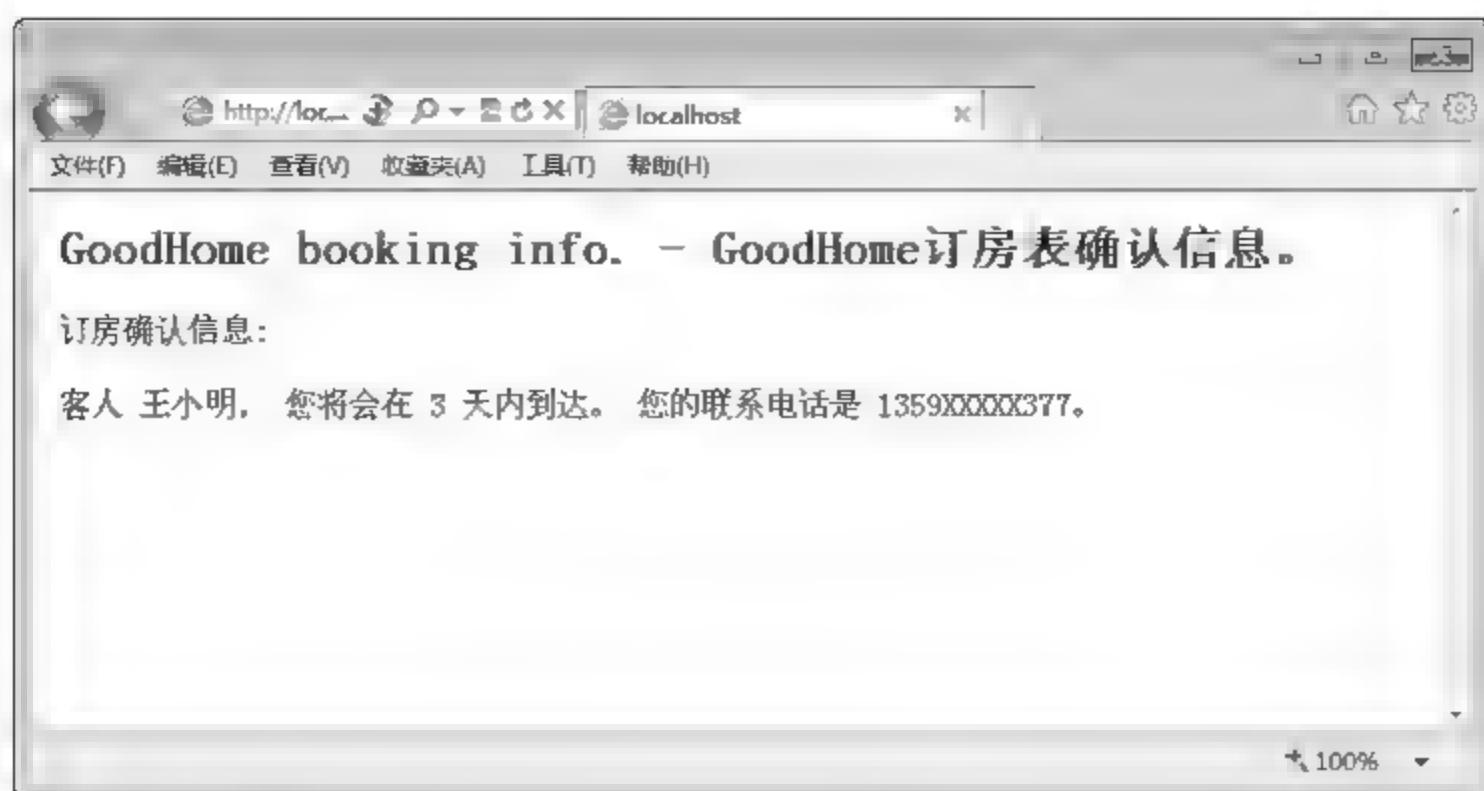 http://loc... localhost
文件(F) 编辑(E) 查看(V) 收藏夹(A) 工具(T) 帮助(H)
GoodHome booking info. - GoodHome订房表确认信息。
订房确认信息:
客人 王小明, 您将会在 3 天内到达。 您的联系电话是 1359XXXXX377。
100%